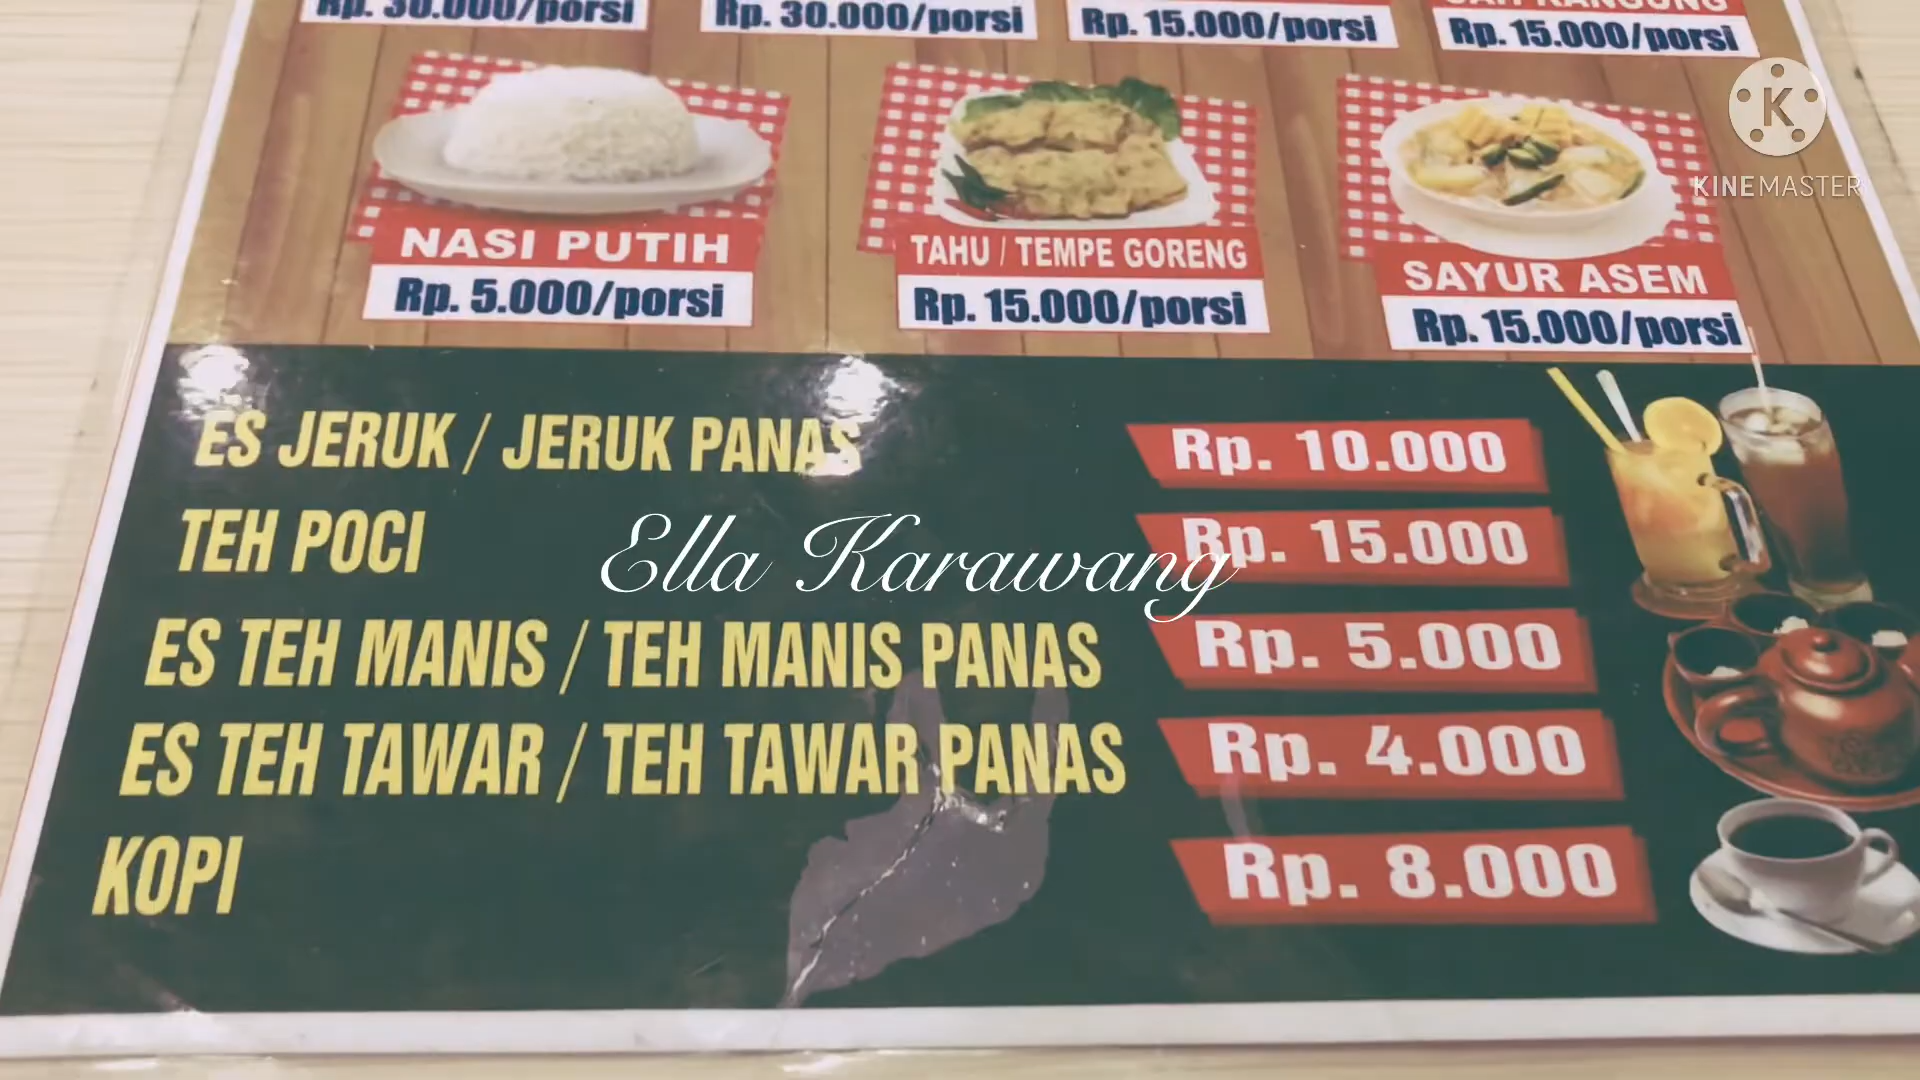 Rp. 30.000/porsi
Rp. 30.000/porsi
Rp. 15.000/porsi
Rp. 15.000/porsi
K
KINEMASTER
NASI PUTIH
Rp. 5.000/porsi
TAHU / TEMPE GORENG
Rp. 15.000/porsi
SAYUR ASEM
Rp. 15.000/porsi
ES JERUK / JERUK PANAS Rp. 10.000
TEH POCI Rp. 15.000
Ella Karawang
ES TEH MANIS / TEH MANIS PANAS Rp. 5.000
ES TEH TAWAR / TEH TAWAR PANAS Rp. 4.000
KOPI Rp. 8.000